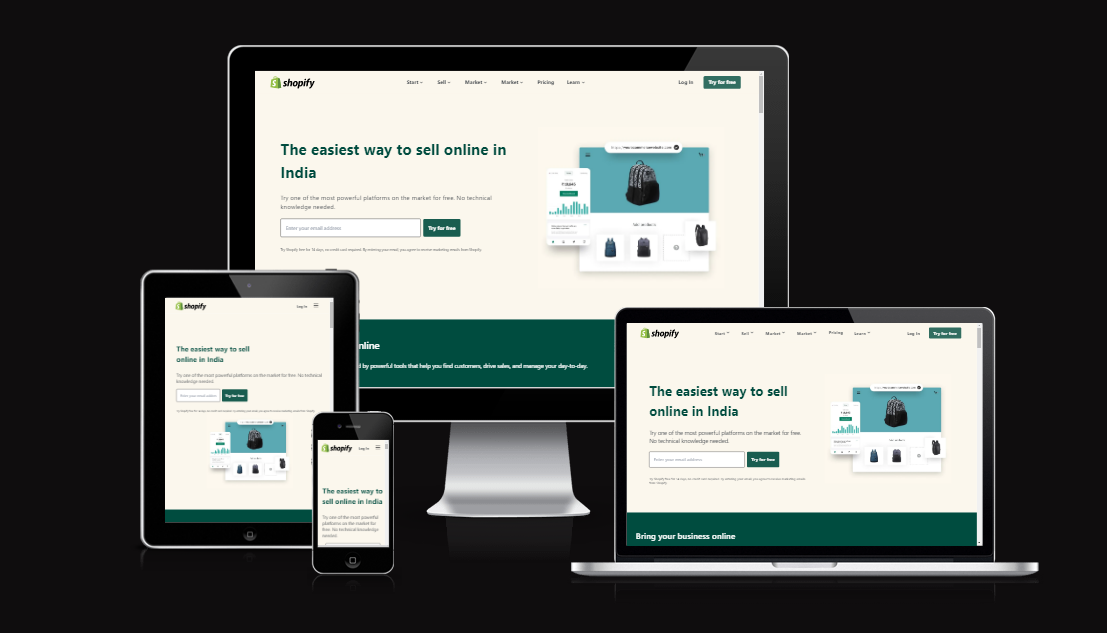 shopify
Start Sell Market Market Pricing Learn
Log In
Try for free
The easiest way to sell online in
India
Try one of the most powerful platforms on the market for free. No technical
knowledge needed.
Enter your email address
Try for free
Try Shopify free for 14 days, no credit card required. By entering your email, you agree to receive marketing emails from Shopify.
nline
l by powerful tools that help you find customers, drive sales, and manage your day-to-day.
shopify
Log In
The easiest way to sell
online in India
Try one of the most powerful platforms on the market for free. No technical
knowledge needed.
Enter your email address
Try for free
shopify
Log In
The easiest way to sell
online in India
Try one of the most powerful
platforms on the market for
free. No technical knowledge
needed.
shopify
Start Sell Market Market Pricing Learn
Log In
Try for free
The easiest way to sell
online in India
Try one of the most powerful platforms on the market for free.
No technical knowledge needed.
Enter your email address
Try for free
Try Shopify free for 14 days, no credit card required. By entering your email, you agree to receive marketing emails
from Shopify.
Bring your business online